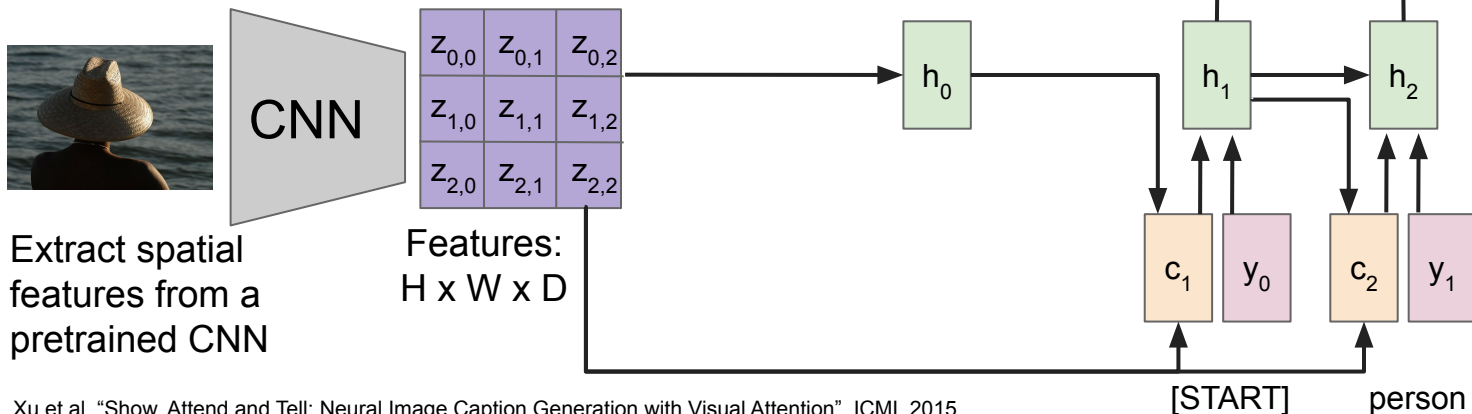 CNN
z0,0 z0,1 z0,2
z1,0 z1,1 z1,2
z2,0 z2,1 z2,2
h0
h1
h2
Extract spatial
features from a
pretrained CNN
Features:
H x W x D
c1
y0
c2
y1
[START]
person
Xu et al, “Show, Attend and Tell: Neural Image Caption Generation with Visual Attention”, ICML 2015